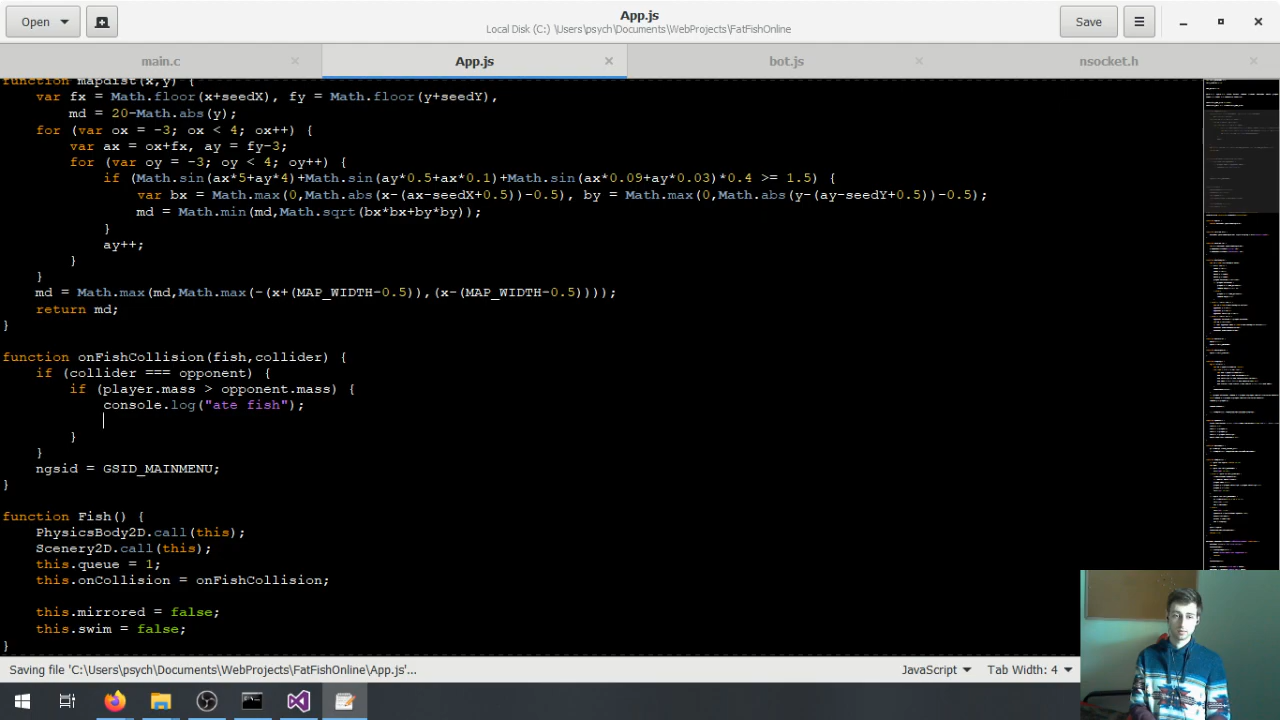 Open
App.js
Local Disk (C:) \Users\psych\Documents\WebProjects\FatFishOnline
Save
main.c
App.js
bot.js
nsocket.h
function mapdist(x,y) {
var fx = Math.floor(x+seedX), fy = Math.floor(y+seedY),
md = 20-Math.abs(y);
for (var ox = -3; ox < 4; ox++) {
var ax = ox+fx, ay = fy-3;
for (var oy = -3; oy < 4; oy++) {
if (Math.sin(ax*5+ay*4)+Math.sin(ay*0.5+ax*0.1)+Math.sin(ax*0.09+ay*0.03)*0.4 >= 1.5) {
var bx = Math.max(0,Math.abs(x-(ax-seedX+0.5))-0.5), by = Math.max(0,Math.abs(y-(ay-seedY+0.5))-0.5);
md = Math.min(md,Math.sqrt(bx*bx+by*by));
}
ay++;
}
}
md = Math.max(md,Math.max(-(x+(MAP_WIDTH-0.5)),(x-(MAP_WIDTH-0.5))));
return md;
}
function onFishCollision(fish,collider) {
if (collider === opponent) {
if (player.mass > opponent.mass) {
console.log("ate fish");
}
}
ngsid = GSID_MAINMENU;
}
function Fish() {
PhysicsBody2D.call(this);
Scenery2D.call(this);
this.queue = 1;
this.onCollision = onFishCollision;
this.mirrored = false;
this.swim = false;
}
Saving file 'C:\Users\psych\Documents\WebProjects\FatFishOnline\App.js'...
JavaScript
Tab Width: 4